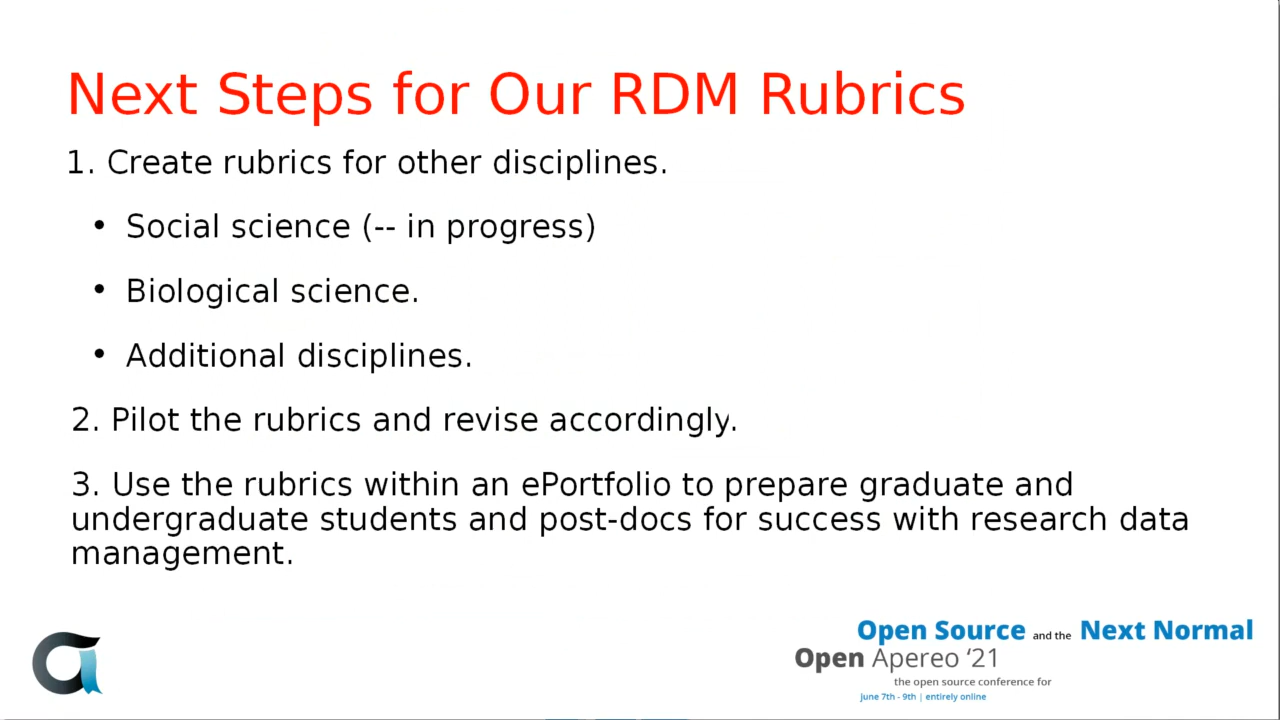 Next Steps for Our RDM Rubrics
1. Create rubrics for other disciplines.
• Social science (-- in progress)
• Biological science.
• Additional disciplines.
2. Pilot the rubrics and revise accordingly.
3. Use the rubrics within an ePortfolio to prepare graduate and
undergraduate students and post-docs for success with research data
management.
Open Source and the Next Normal
Open Apereo ‘21
the open source conference for
June 7th - 9th | entirely online